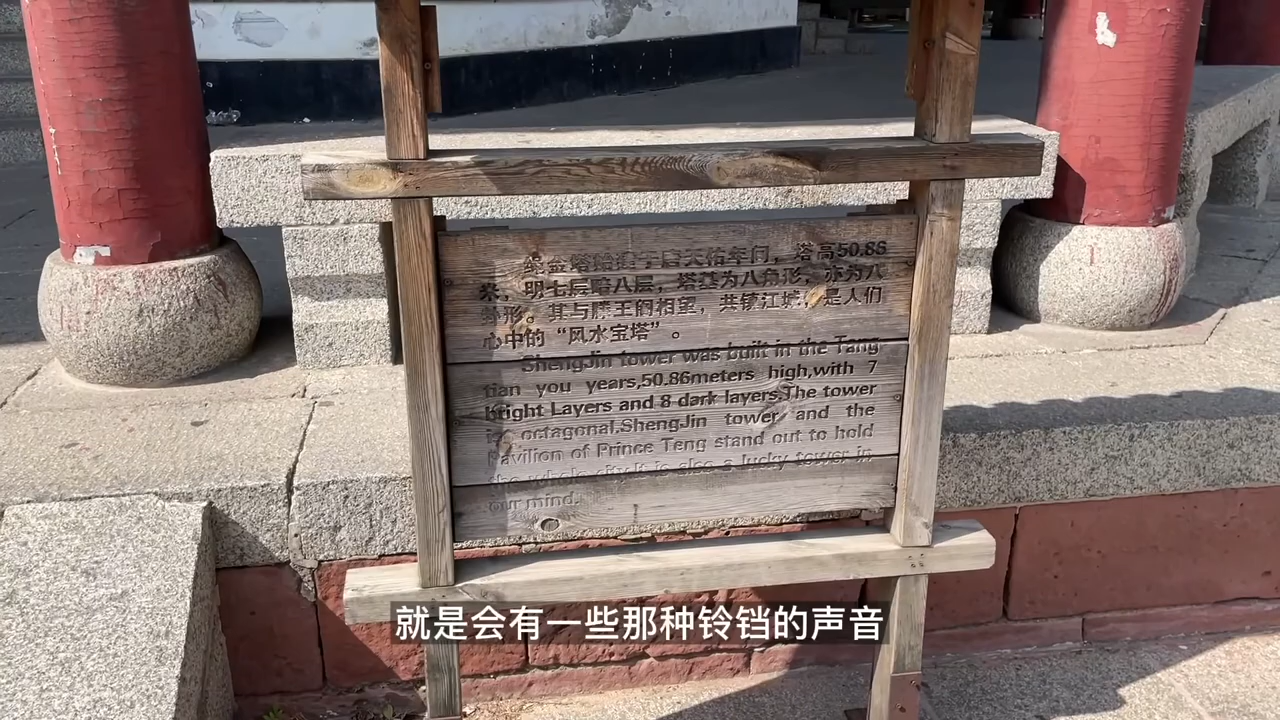 绳金塔始建于唐天祐年间，塔高50.86
米，明七层暗八层，塔基为八角形，亦为八
卦形。其与滕王阁相望，共镇江城，是人们
心中的“风水宝塔”。
ShengJin tower was built in the Tang
tian you years,50.86meters high,with 7
bright Layers and 8 dark layers,The tower
is octagonal,ShengJin tower and the
Pavilion of Prince Teng stand out to hold
the whole city.It is also a lucky tower in
our mind.
就是会有一些那种铃铛的声音